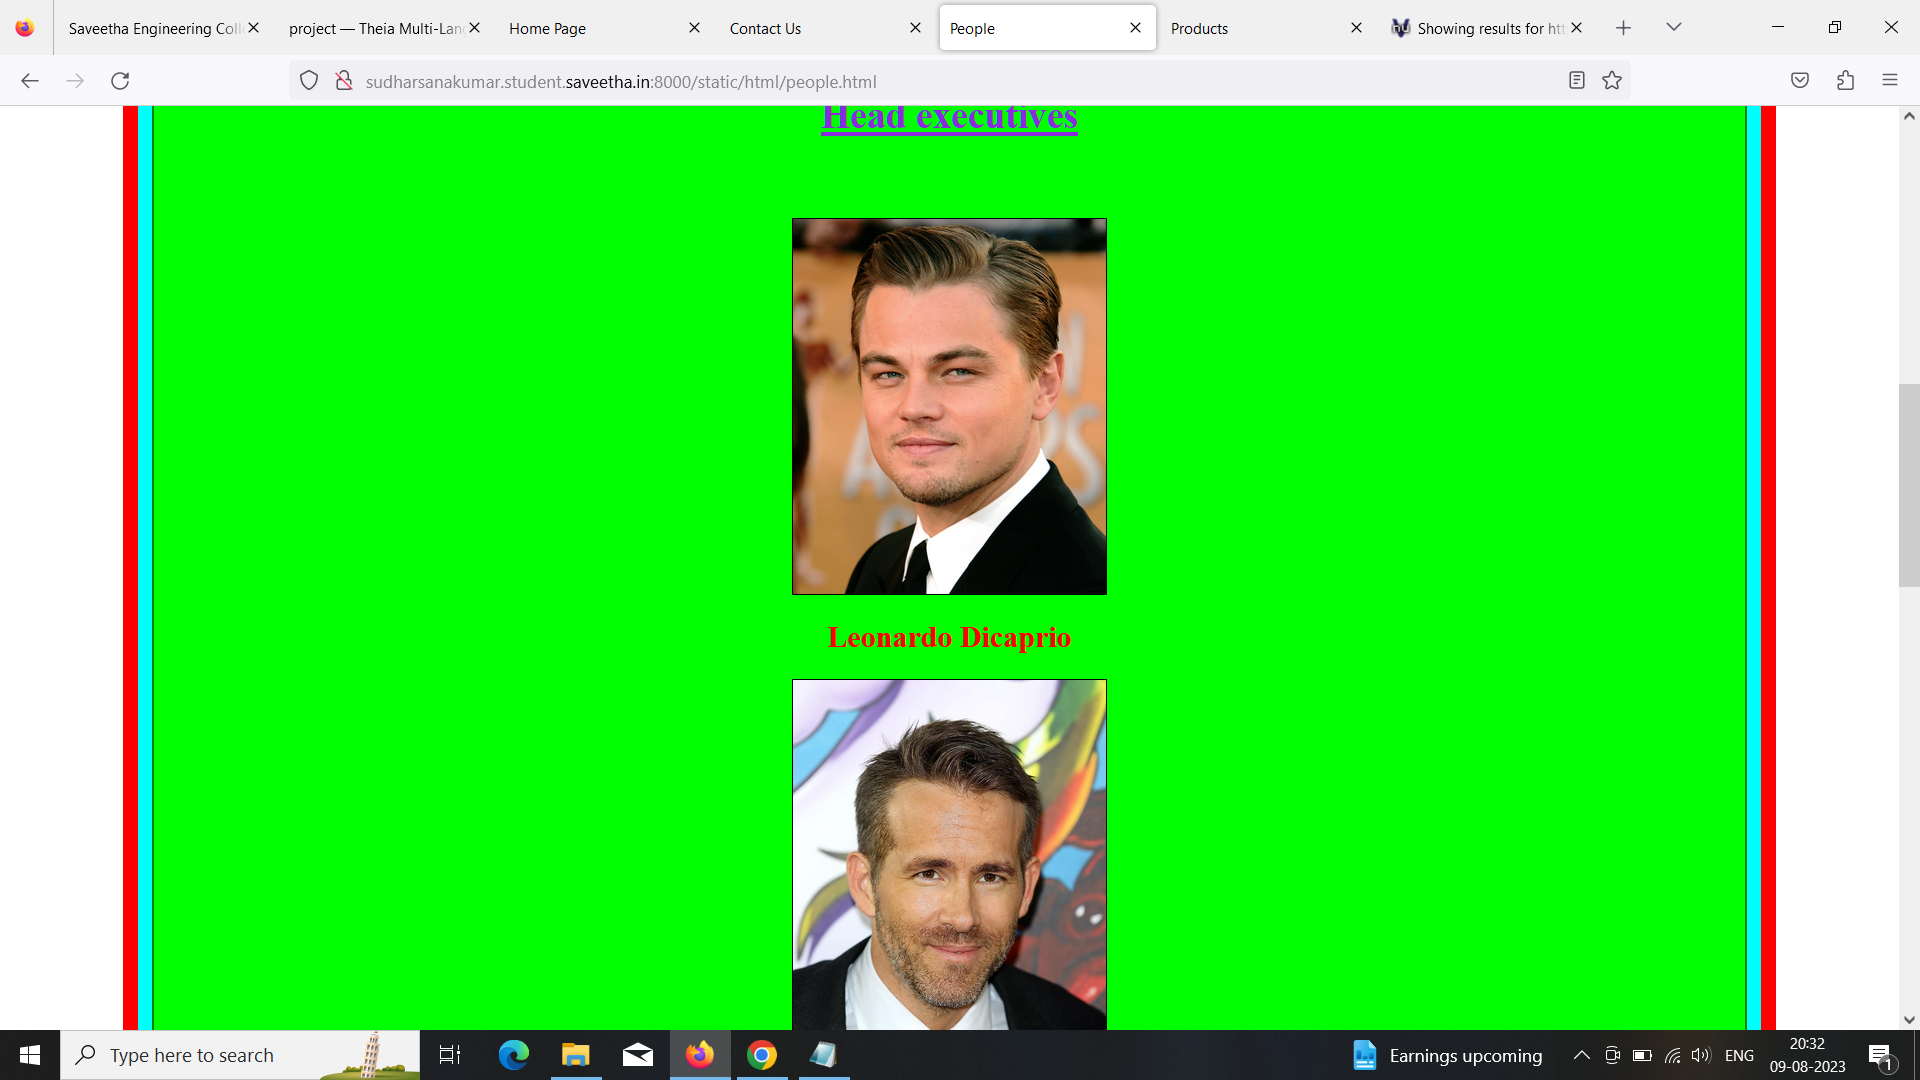 Saveetha Engineering Coll
project — Theia Multi-Lang
Home Page
Contact Us
People
Products
Showing results for htt
sudharsanakumar.student.saveetha.in:8000/static/html/people.html
Head executives
Leonardo Dicaprio
Type here to search
Earnings upcoming
ENG
20:32
09-08-2023
1